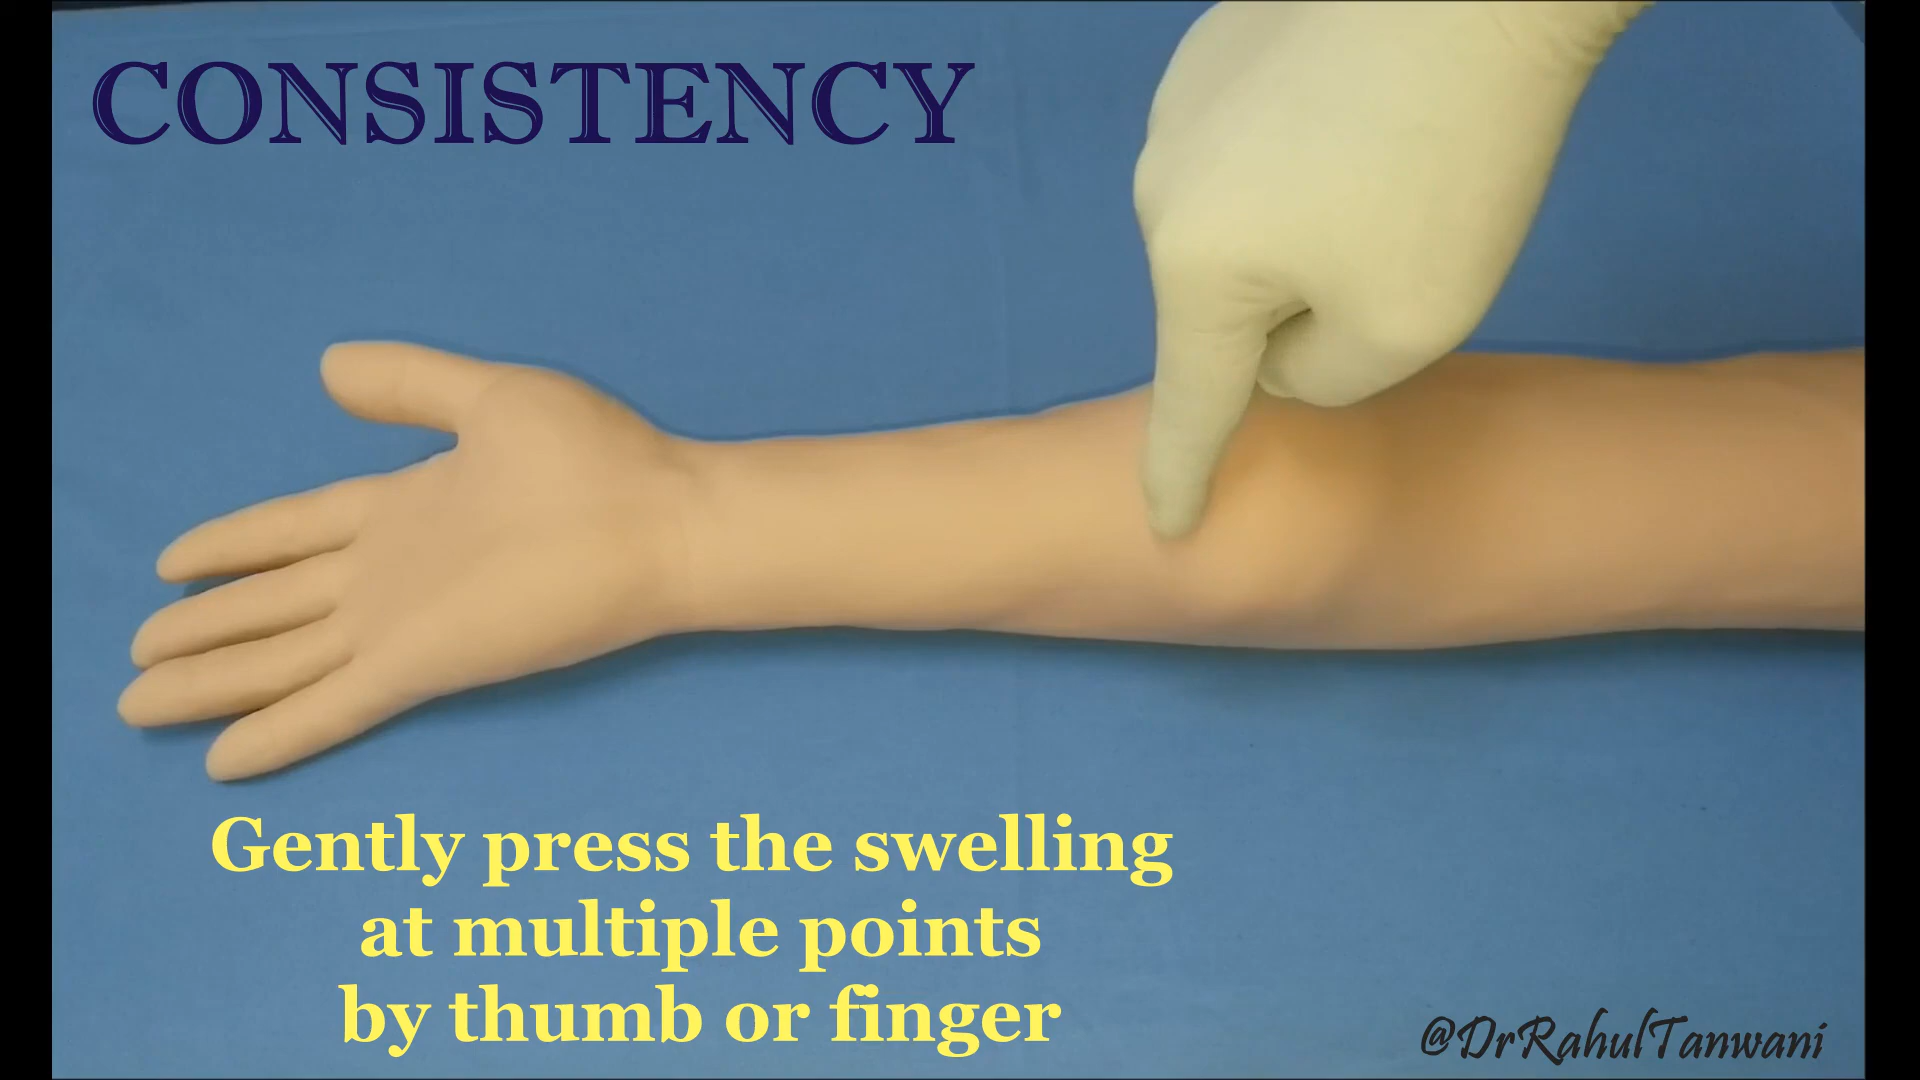 CONSISTENCY
Gently press the swelling
at multiple points
by thumb or finger
@DrRahulTanwani